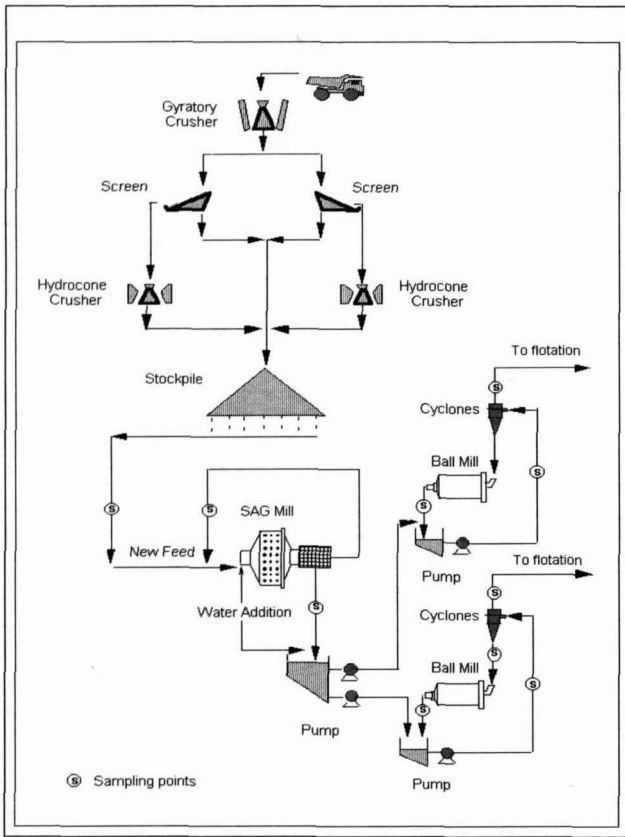 Gyratory
Crusher
Screen
Screen
Hydrocone
Crusher
Hydrocone
Crusher
Stockpile
To flotation
Cyclones
Ball Mill
S
S
S
S
SAG Mill
S
New Feed
Pump
To flotation
Water Addition
S
S
Cyclones
S
Ball Mill
S
S
Pump
S Sampling points
Pump